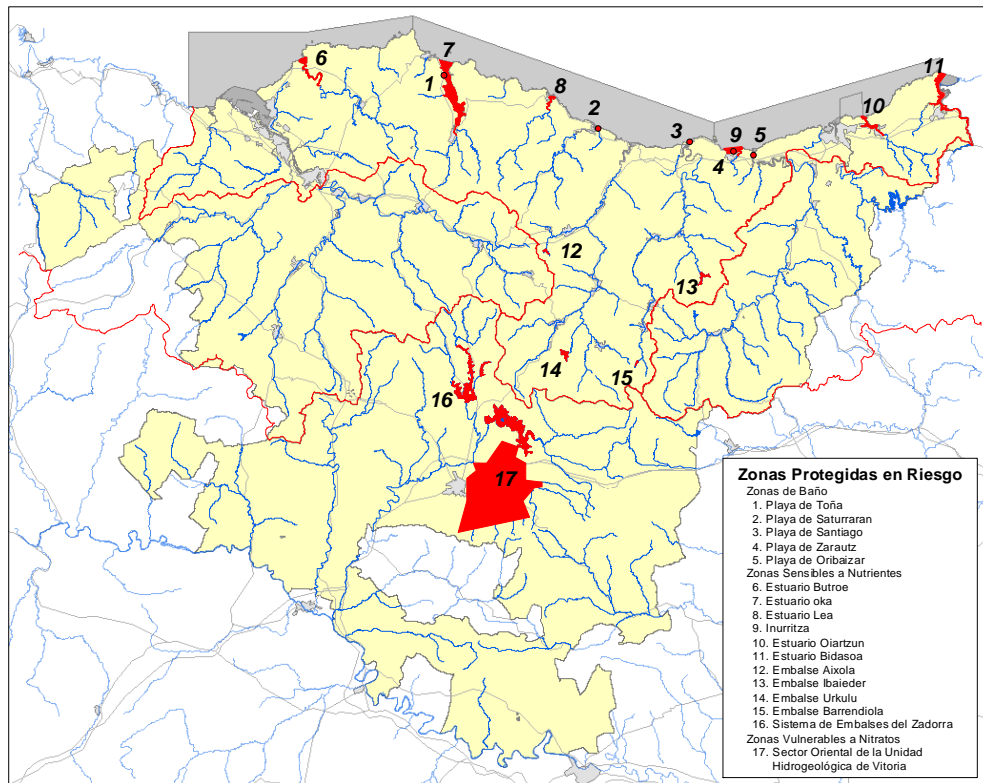 6
7
1
8
2
3
9
5
4
10
11
12
13
14
15
16
17
Zonas Protegidas en Riesgo
Zonas de Baño
1. Playa de Toña
2. Playa de Saturraran
3. Playa de Santiago
4. Playa de Zarautz
5. Playa de Oribaizar
Zonas Sensibles a Nutrientes
6. Estuario Butroe
7. Estuario oka
8. Estuario Lea
9. Inurritza
10. Estuario Oiartzun
11. Estuario Bidasoa
12. Embalse Aixola
13. Embalse Ibaieder
14. Embalse Urkulu
15. Embalse Barrendiola
16. Sistema de Embalses del Zadorra
Zonas Vulnerables a Nitratos
17. Sector Oriental de la Unidad
Hidrogeológica de Vitoria